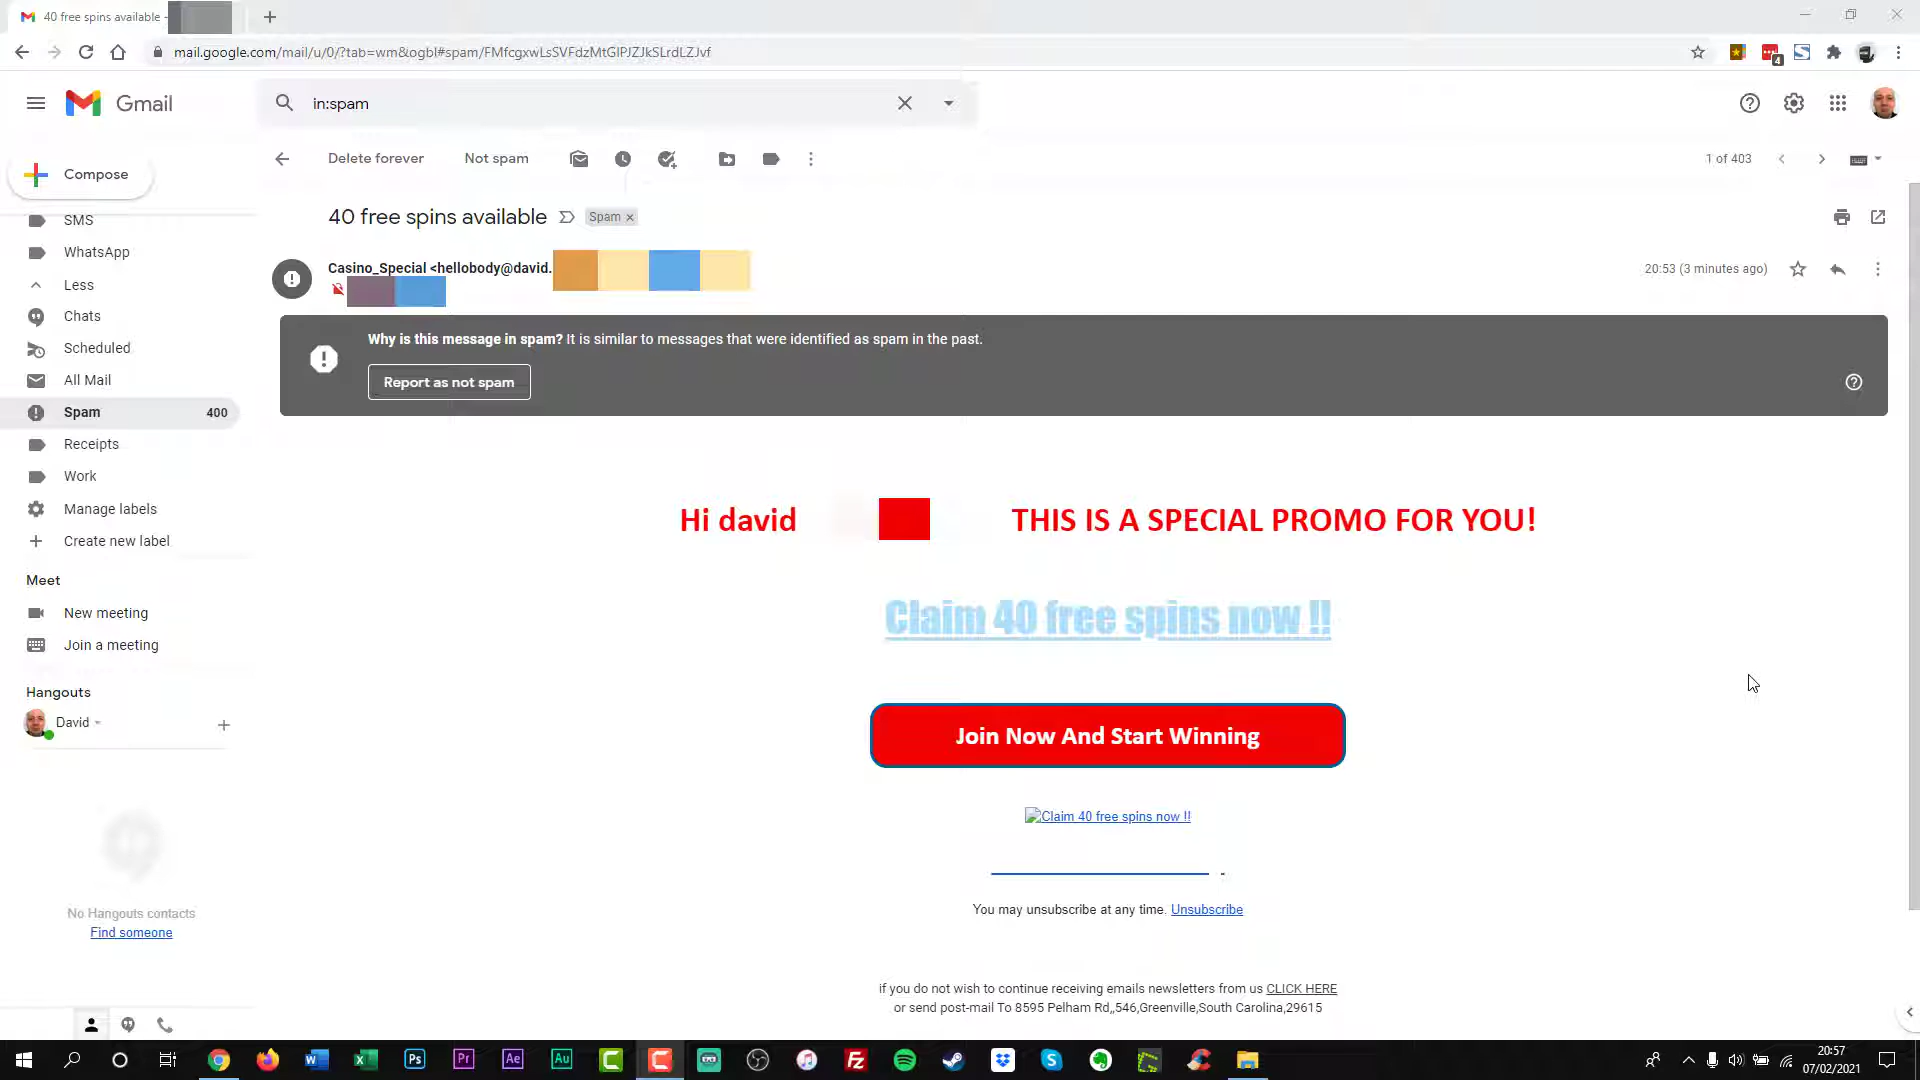 40 free spins available -
mail.google.com/mail/u/0/?tab=wm&ogbl#spam/FMfcgxwLsSVFdzMtGlPJZJkSLrdLZJvf
4
Gmail
in:spam
Delete forever
Not spam
1 of 403
Compose
SMS
WhatsApp
Less
Chats
Scheduled
All Mail
Spam 400
Receipts
Work
Manage labels
Create new label
Meet
New meeting
Join a meeting
Hangouts
David
No Hangouts contacts
Find someone
40 free spins available
Spam x
Casino_Special <hellobody@david.
20:53 (3 minutes ago)
Why is this message in spam? It is similar to messages that were identified as spam in the past.
Report as not spam
Hi david THIS IS A SPECIAL PROMO FOR YOU!
Claim 40 free spins now !!
Join Now And Start Winning
Claim 40 free spins now !!
You may unsubscribe at any time. Unsubscribe
if you do not wish to continue receiving emails newsletters from us CLICK HERE
or send post-mail To 8595 Pelham Rd,,546,Greenville,South Carolina,29615
Ps
Pr
Ae
Au
20:57
07/02/2021